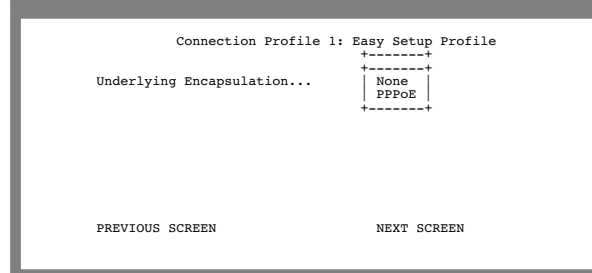 Connection Profile 1: Easy Setup Profile
+-------+
+-------+
Underlying Encapsulation... | None |
| PPPoE |
+-------+
PREVIOUS SCREEN NEXT SCREEN